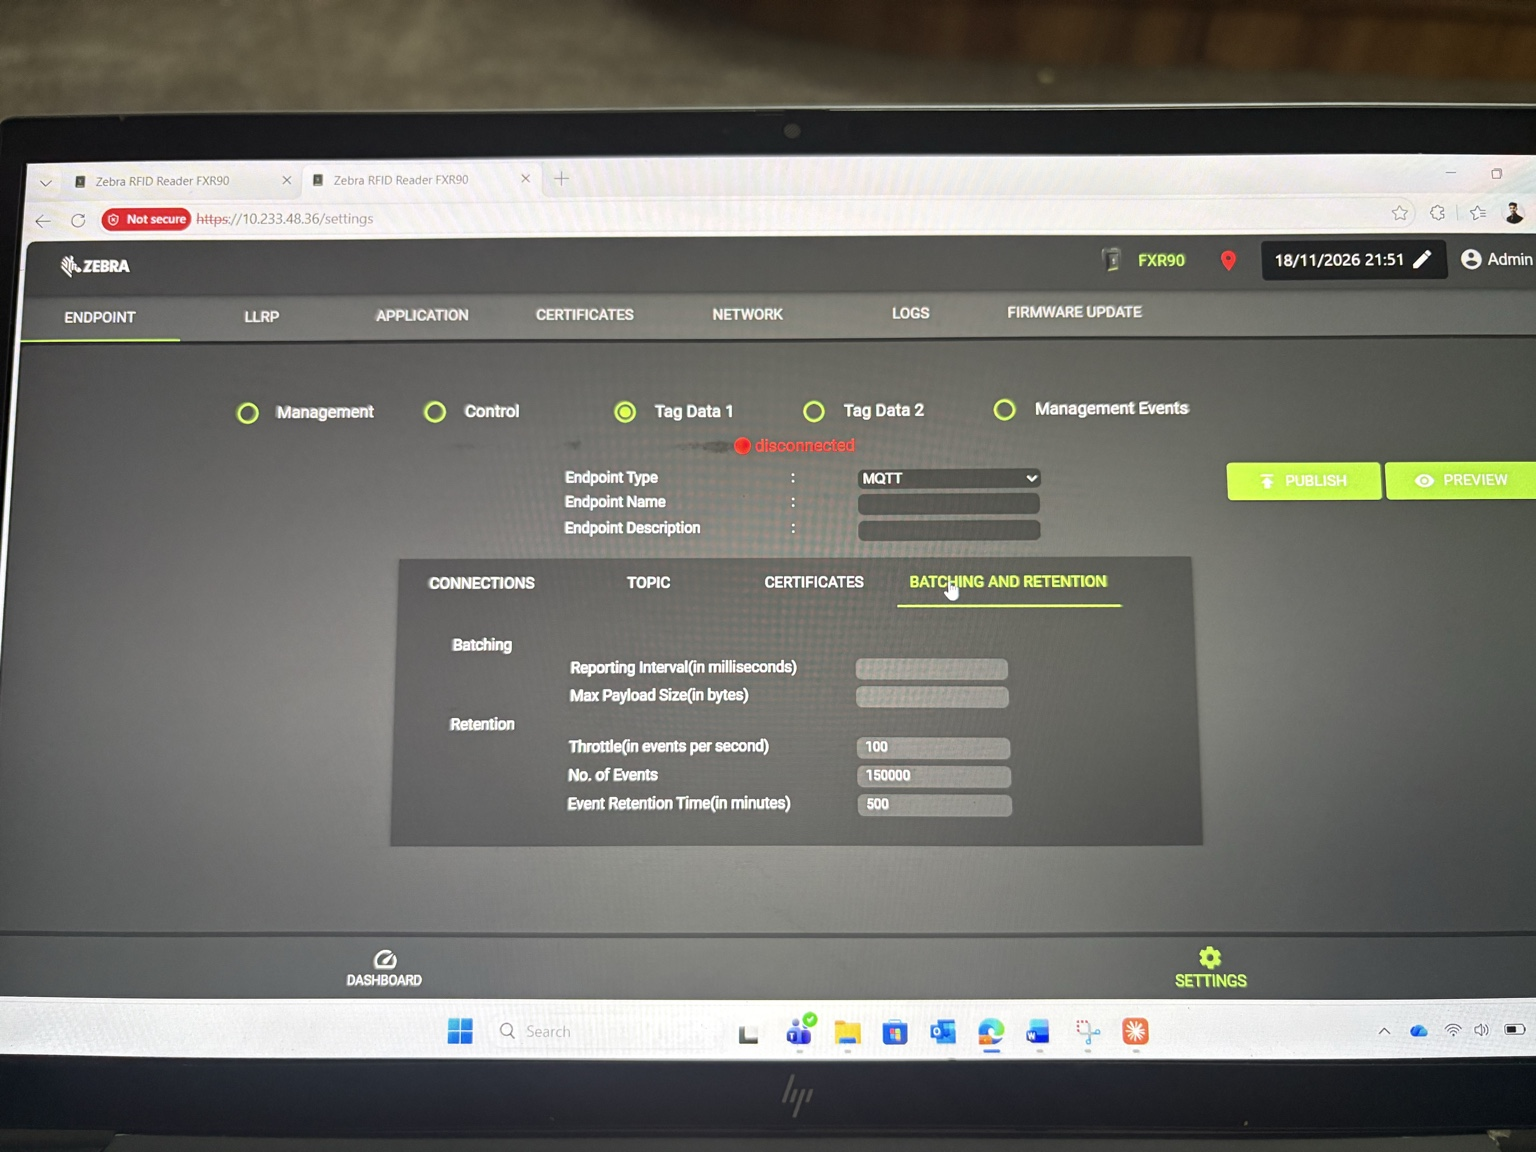 Zebra RFID Reader FXR90
Zebra RFID Reader FXR90
Not secure https://10.233.48.36/settings
ZEBRA
FXR90
18/11/2026 21:51
Admin
ENDPOINT LLRP APPLICATION CERTIFICATES NETWORK LOGS FIRMWARE UPDATE
Management Control Tag Data 1 Tag Data 2 Management Events
disconnected
Endpoint Type : MQTT
Endpoint Name :
Endpoint Description :
PUBLISH PREVIEW
CONNECTIONS TOPIC CERTIFICATES BATCHING AND RETENTION
Batching
Reporting Interval(in milliseconds)
Max Payload Size(in bytes)
Retention
Throttle(in events per second) 100
No. of Events 150000
Event Retention Time(in minutes) 500
DASHBOARD SETTINGS
Search
hp